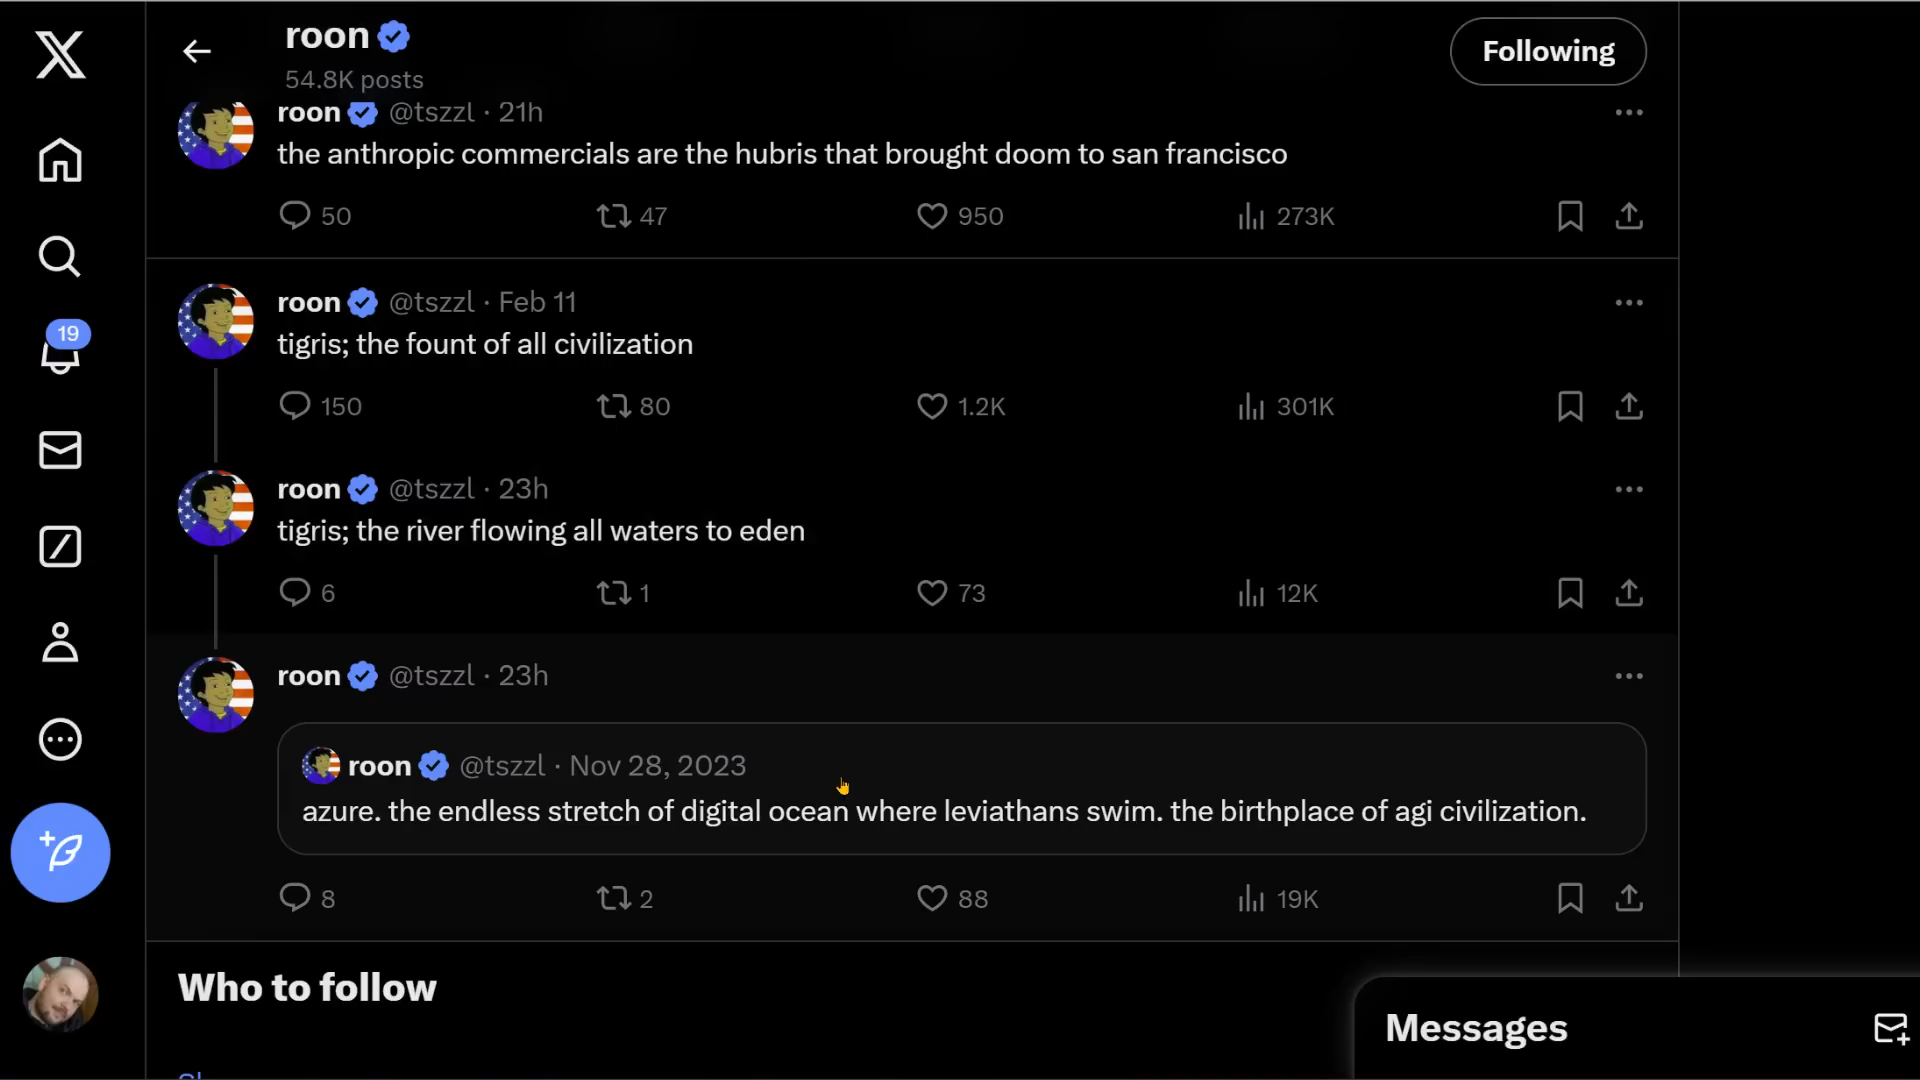 roon
54.8K posts
Following
roon @tszzl · 21h
the anthropic commercials are the hubris that brought doom to san francisco
50 47 950 273K
roon @tszzl · Feb 11
tigris; the fount of all civilization
150 80 1.2K 301K
19
roon @tszzl · 23h
tigris; the river flowing all waters to eden
6 1 73 12K
roon @tszzl · 23h
roon @tszzl · Nov 28, 2023
azure. the endless stretch of digital ocean where leviathans swim. the birthplace of agi civilization.
8 2 88 19K
Who to follow
Messages